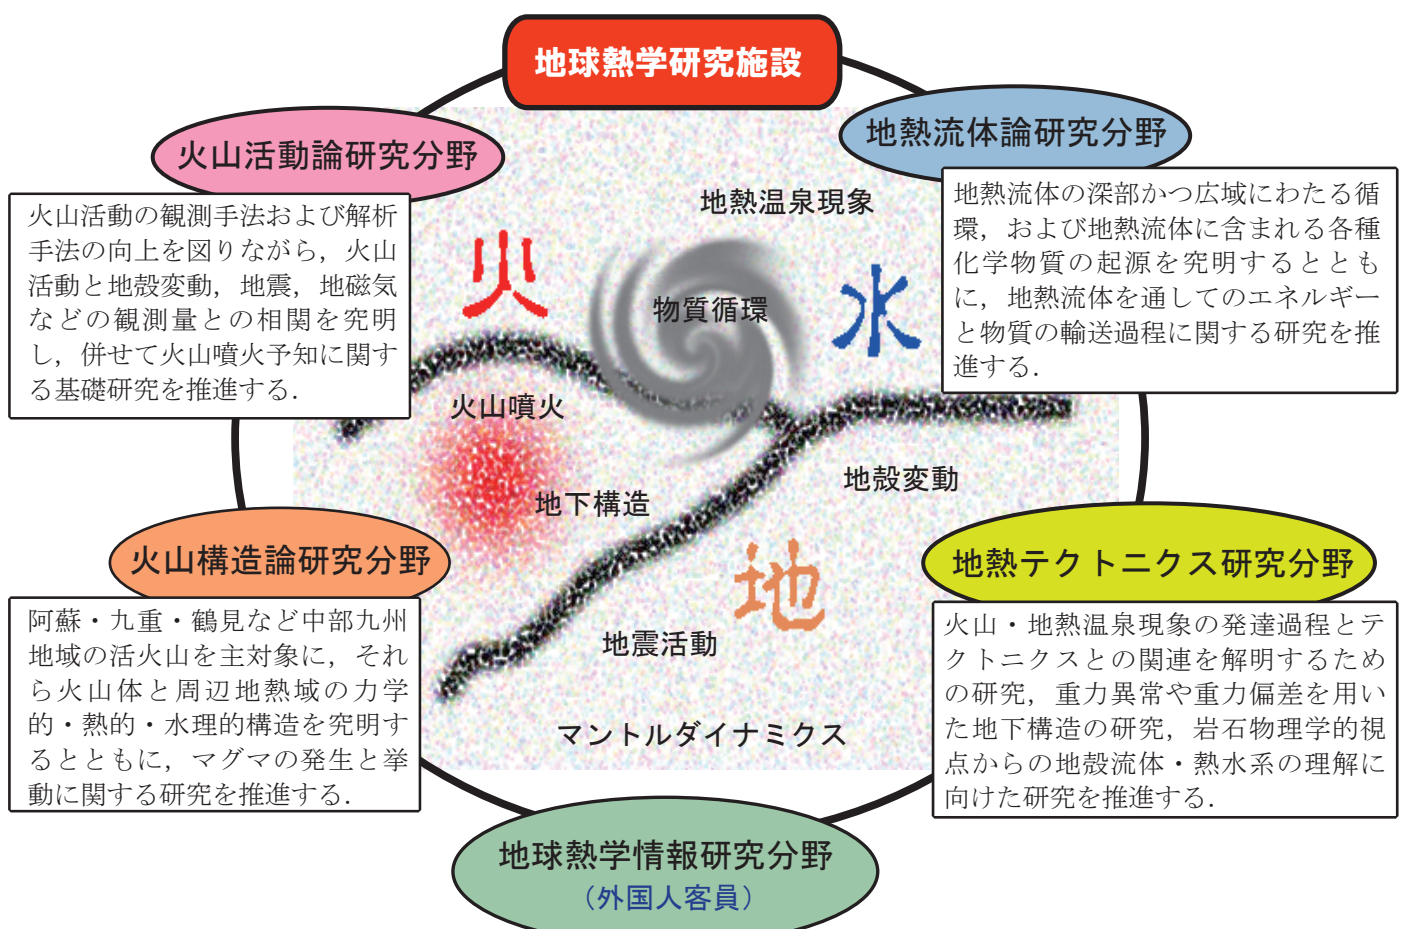 地球熱学研究施設
火山活動論研究分野
火山活動の観測手法および解析
手法の向上を図りながら，火山
活動と地殻変動，地震，地磁気
などの観測量との相関を究明
し，併せて火山噴火予知に関す
る基礎研究を推進する．
地熱流体論研究分野
地熱流体の深部かつ広域にわたる循
環，および地熱流体に含まれる各種
化学物質の起源を究明するととも
に，地熱流体を通してのエネルギー
と物質の輸送過程に関する研究を推
進する．
地熱温泉現象
火
物質循環
水
火山噴火
地殻変動
地下構造
地
地震活動
マントルダイナミクス
火山構造論研究分野
阿蘇・九重・鶴見など中部九州
地域の活火山を主対象に，それ
ら火山体と周辺地熱域の力学
的・熱的・水理的構造を究明す
るとともに，マグマの発生と挙
動に関する研究を推進する．
地熱テクトニクス研究分野
火山・地熱温泉現象の発達過程とテ
クトニクスとの関連を解明するため
の研究，重力異常や重力偏差を用い
た地下構造の研究，岩石物理学的視
点からの地殻流体・熱水系の理解に
向けた研究を推進する．
地球熱学情報研究分野
（外国人客員）